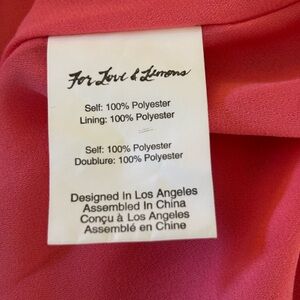 For Love & Lemons
Self: 100% Polyester
Lining: 100% Polyester
Self: 100% Polyester
Doublure: 100% Polyester
Designed in Los Angeles
Assembled In China
Conçu à Los Angeles
Assemblé en Chine